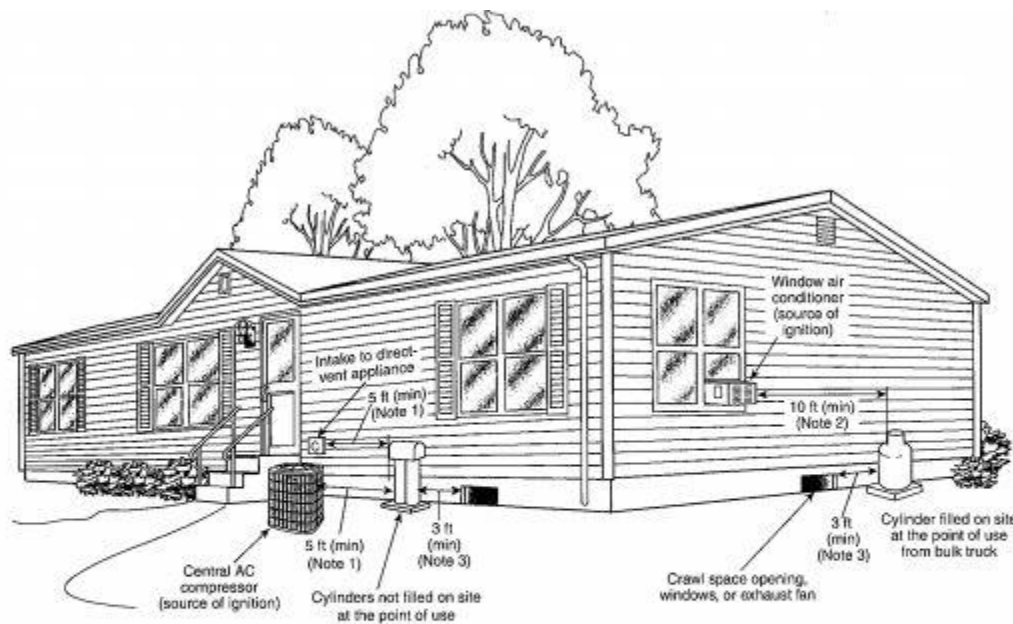 Window air
conditioner
(source of
ignition)
Intake to direct-
vent appliance
5 ft (min)
(Note 1)
10 ft (min)
(Note 2)
5 ft (min)
(Note 1)
3 ft
(min)
(Note 3)
3 ft
(min)
(Note 3)
Cylinder filled on site
at the point of use
from bulk truck
Central AC
compressor
(source of ignition)
Cylinders not filled on site
at the point of use
Crawl space opening,
windows, or exhaust fan